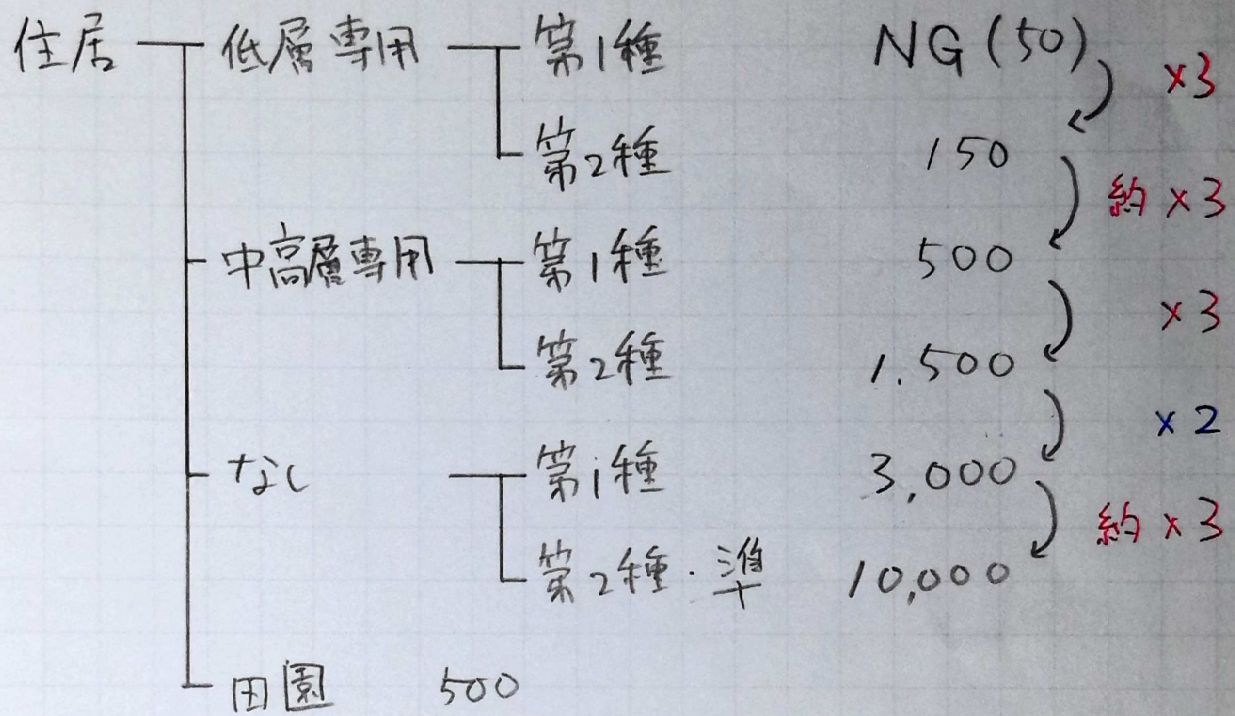 住居 低層専用 第1種 NG(50)
×3
第2種 150
約×3
中高層専用 第1種 500
×3
第2種 1.500
×2
なし 第1種 3,000
約×3
第2種・準 10,000
田園 500